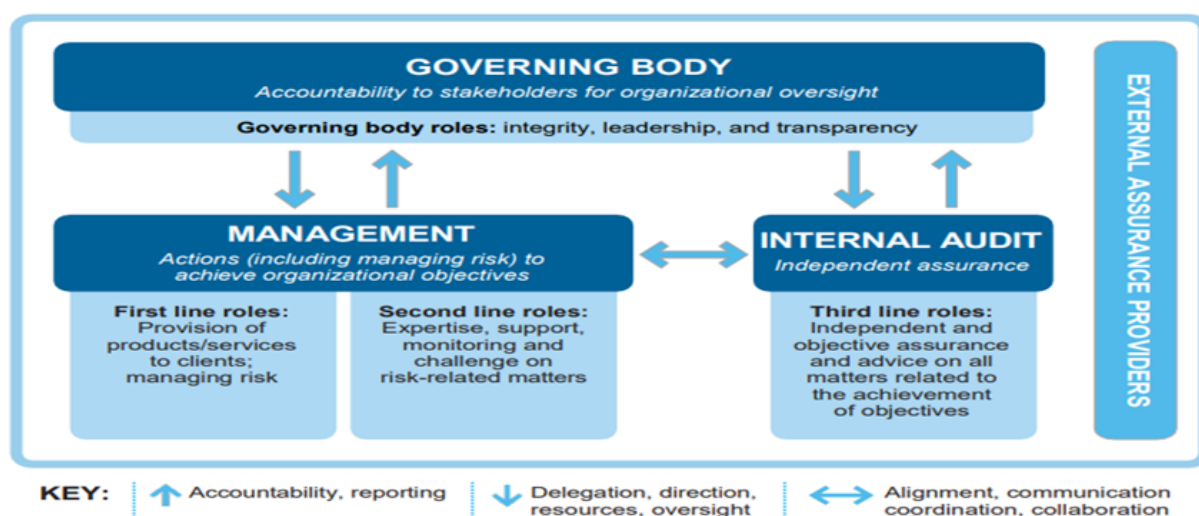 GOVERNING BODY
Accountability to stakeholders for organizational oversight
Governing body roles: integrity, leadership, and transparency
MANAGEMENT
Actions (including managing risk) to
achieve organizational objectives
First line roles:
Provision of
products/services
to clients;
managing risk
Second line roles:
Expertise, support,
monitoring and
challenge on
risk-related matters
INTERNAL AUDIT
Independent assurance
Third line roles:
Independent and
objective assurance
and advice on all
matters related to
the achievement
of objectives
EXTERNAL ASSURANCE PROVIDERS
KEY:
Accountability, reporting
Delegation, direction,
resources, oversight
Alignment, communication
coordination, collaboration